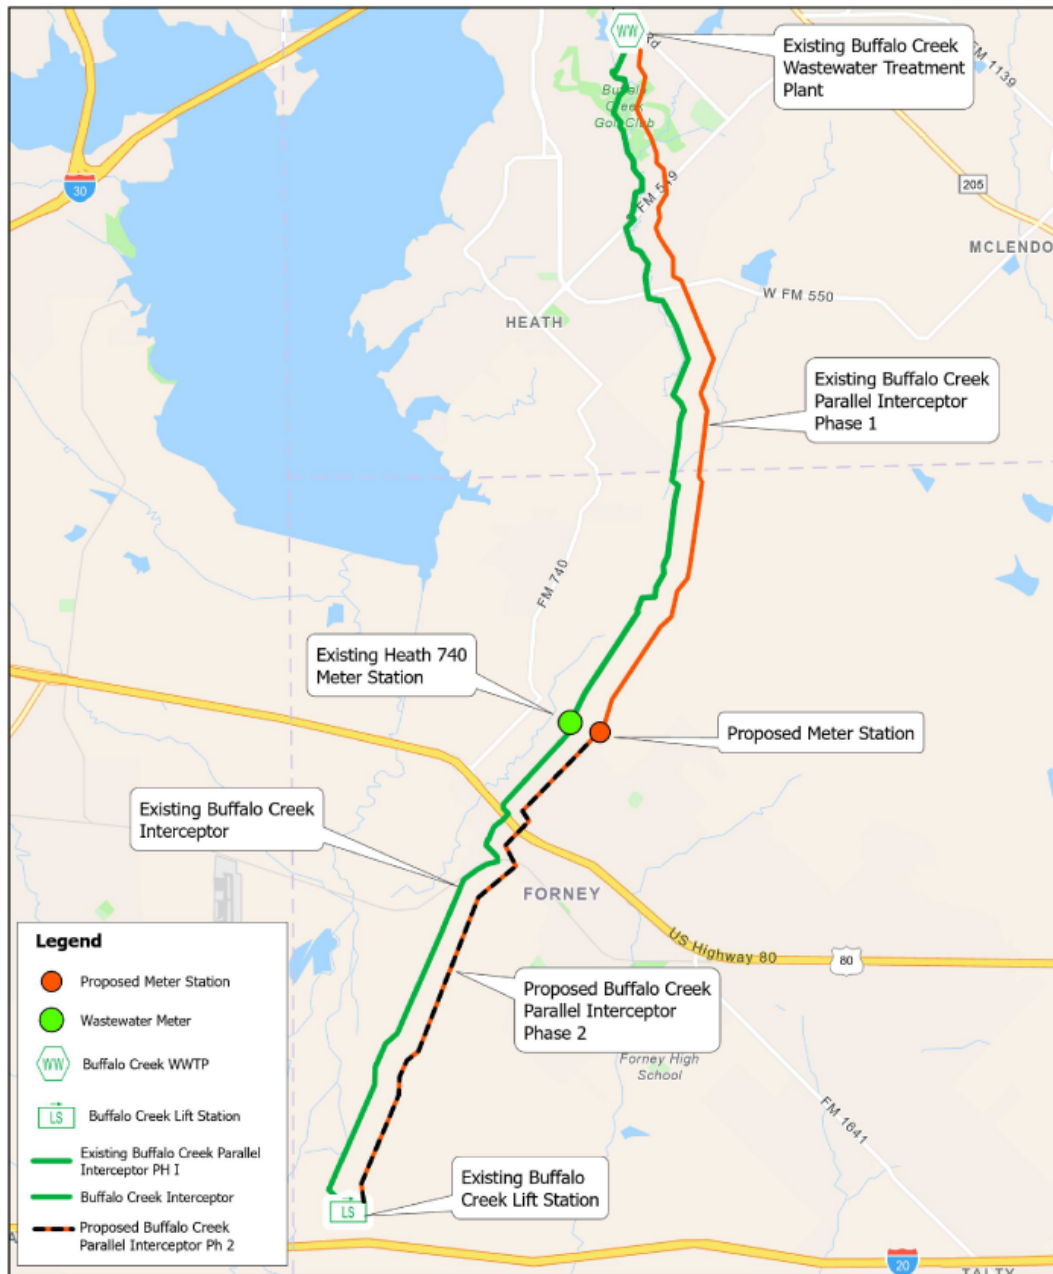 WW
Rd
Existing Buffalo Creek
Wastewater Treatment
Plant
FM 1139
Buffalo
Creek
Golf Club
30
FM 549
205
MCLENDO
W FM 550
HEATH
Existing Buffalo Creek
Parallel Interceptor
Phase 1
FM 740
Existing Heath 740
Meter Station
Proposed Meter Station
Existing Buffalo Creek
Interceptor
FORNEY
US Highway 80
80
Proposed Buffalo Creek
Parallel Interceptor
Phase 2
Forney High
School
FM 1641
Existing Buffalo
Creek Lift Station
LS
20
TALTY
Legend
Proposed Meter Station
Wastewater Meter
WW
Buffalo Creek WWTP
LS
Buffalo Creek Lift Station
Existing Buffalo Creek Parallel
Interceptor PH I
Buffalo Creek Interceptor
Proposed Buffalo Creek
Parallel Interceptor Ph 2